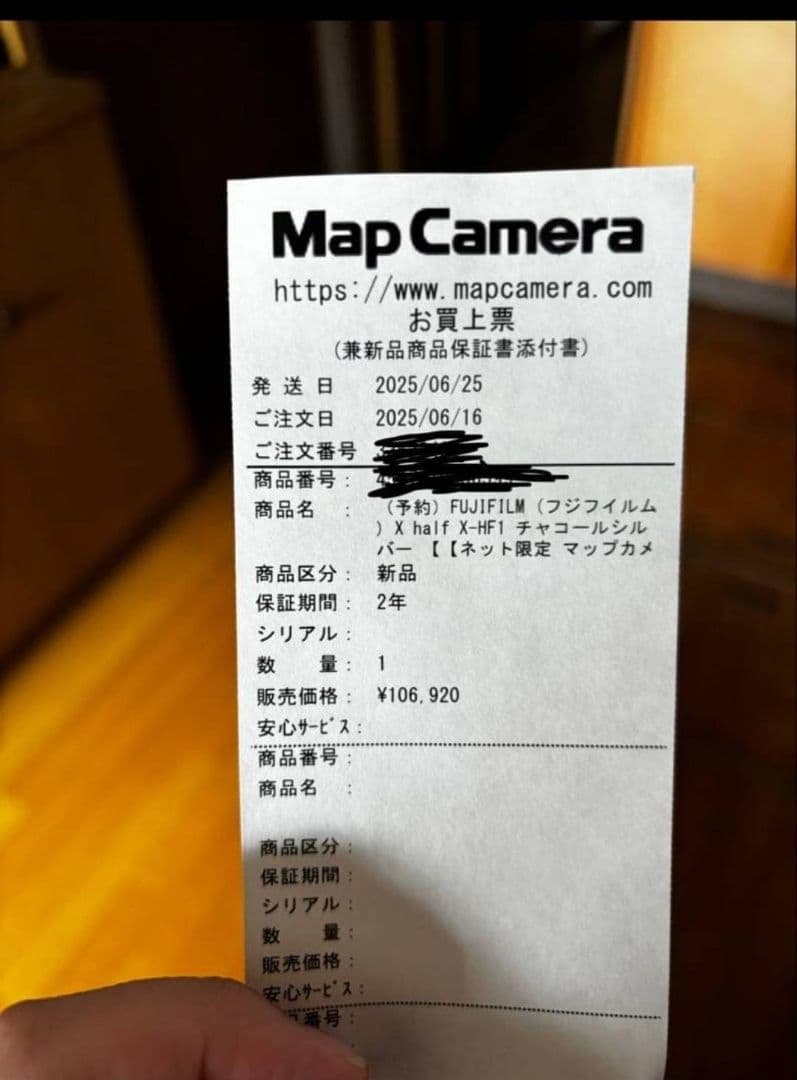 Map Camera
https://www.mapcamera.com
お買上票
(兼新品商品保証書添付書)
発 送 日 2025/06/25
ご注文日 2025/06/16
ご注文番号
商品番号:
商品名 : (予約) FUJIFILM (フジフイルム
) X half X-HF1 チャコールシル
バー 【【ネット限定 マップカメ
商品区分: 新品
保証期間: 2年
シリアル:
数 量: 1
販売価格: ¥106,920
安心ｻｰﾋﾞｽ:
商品番号:
商品名 :
商品区分:
保証期間:
シリアル:
数 量:
販売価格:
安心ｻｰﾋﾞｽ:
番号: